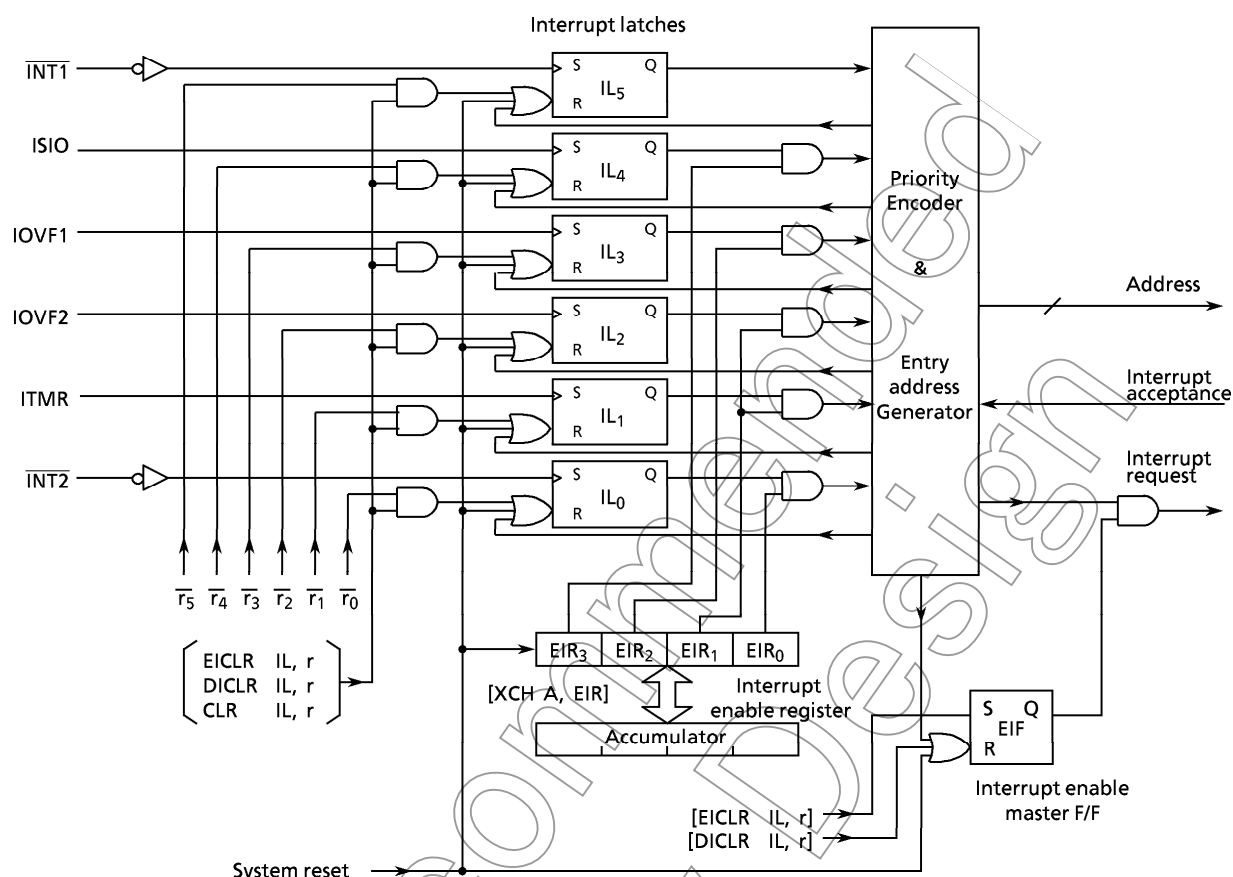 Interrupt latches
INT1
S Q
IL5
R
ISIO
S Q
IL4
R
IOVF1
S Q
IL3
R
IOVF2
S Q
IL2
R
ITMR
S Q
IL1
R
INT2
S Q
IL0
R
Priority
Encoder
&
Entry
address
Generator
Address
Interrupt
acceptance
Interrupt
request
r5 r4 r3 r2 r1 r0
EICLR IL, r
DICLR IL, r
CLR IL, r
EIR3 EIR2 EIR1 EIR0
[XCH A, EIR]
Interrupt
enable register
Accumulator
S Q
EIF
R
Interrupt enable
master F/F
[EICLR IL, r]
[DICLR IL, r]
System reset
Design